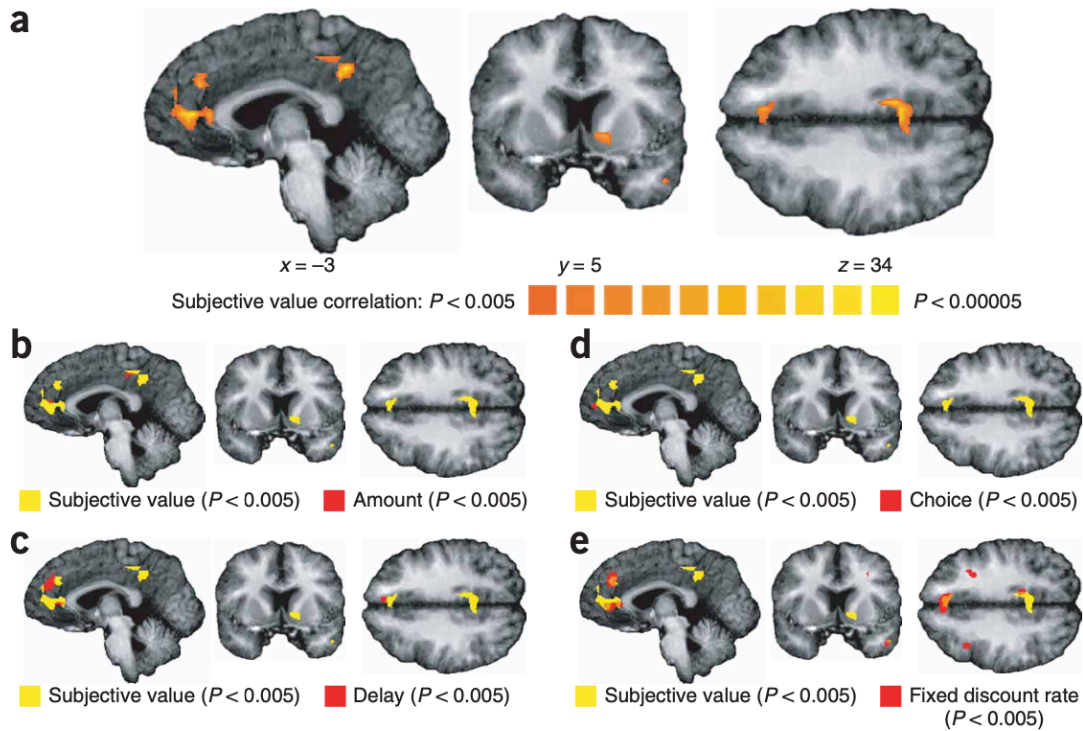 a
x = −3
y = 5
z = 34
Subjective value correlation: P < 0.005
P < 0.00005
b
Subjective value (P < 0.005)
Amount (P < 0.005)
d
Subjective value (P < 0.005)
Choice (P < 0.005)
c
Subjective value (P < 0.005)
Delay (P < 0.005)
e
Subjective value (P < 0.005)
Fixed discount rate
(P < 0.005)